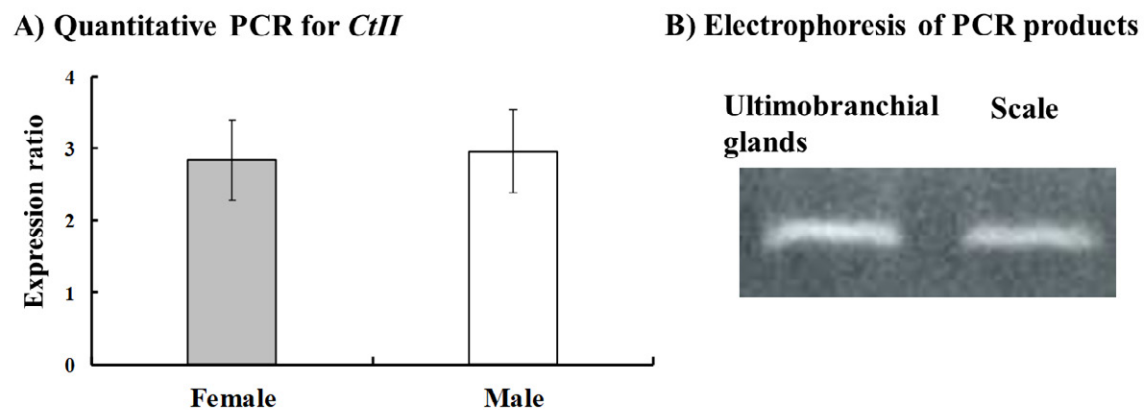 A) Quantitative PCR for CtII
4
3
2
1
0
Expression ratio
Female
Male
B) Electrophoresis of PCR products
Ultimobranchial
glands
Scale